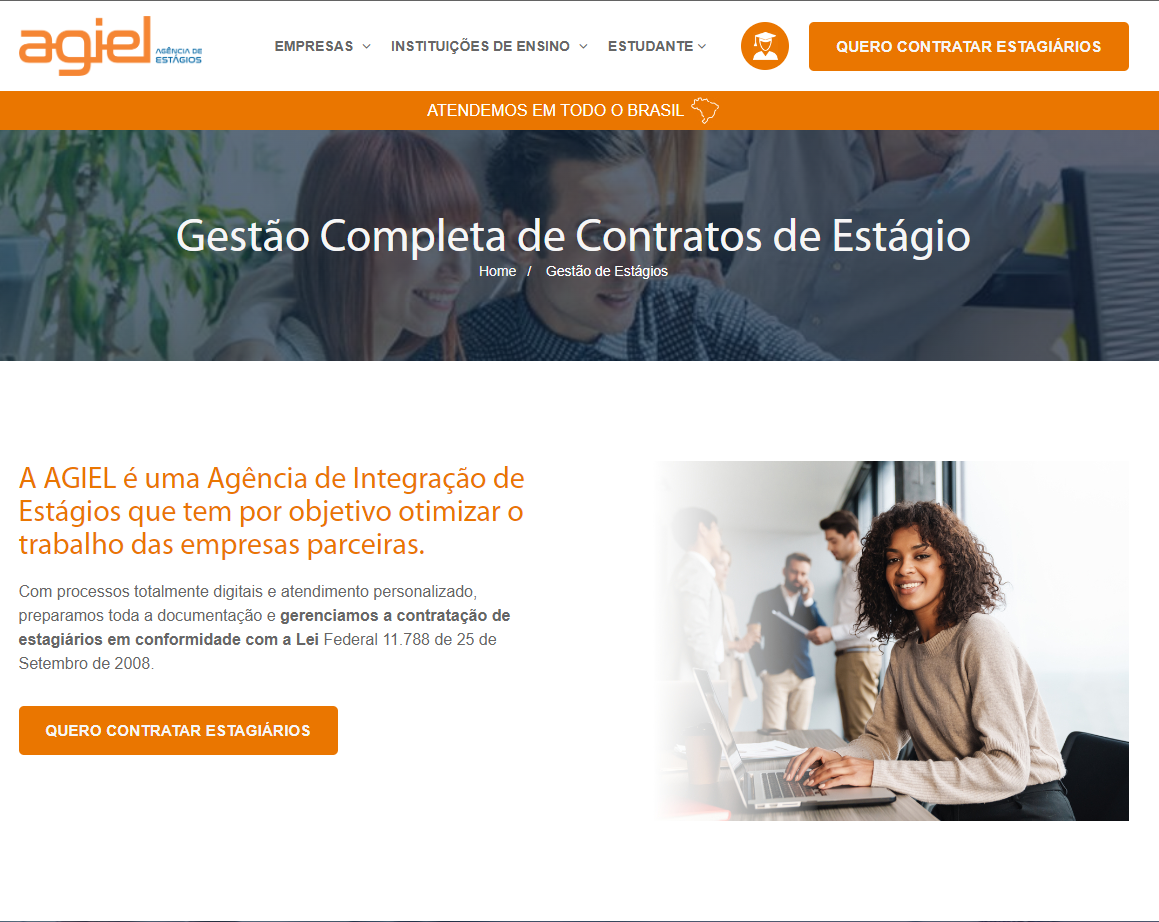 agiel AGÊNCIA DE
ESTÁGIOS
EMPRESAS INSTITUIÇÕES DE ENSINO ESTUDANTE QUERO CONTRATAR ESTAGIÁRIOS
ATENDEMOS EM TODO O BRASIL
Gestão Completa de Contratos de Estágio
Home / Gestão de Estágios
A AGIEL é uma Agência de Integração de
Estágios que tem por objetivo otimizar o
trabalho das empresas parceiras.
Com processos totalmente digitais e atendimento personalizado,
preparamos toda a documentação e gerenciamos a contratação de
estagiários em conformidade com a Lei Federal 11.788 de 25 de
Setembro de 2008.
QUERO CONTRATAR ESTAGIÁRIOS